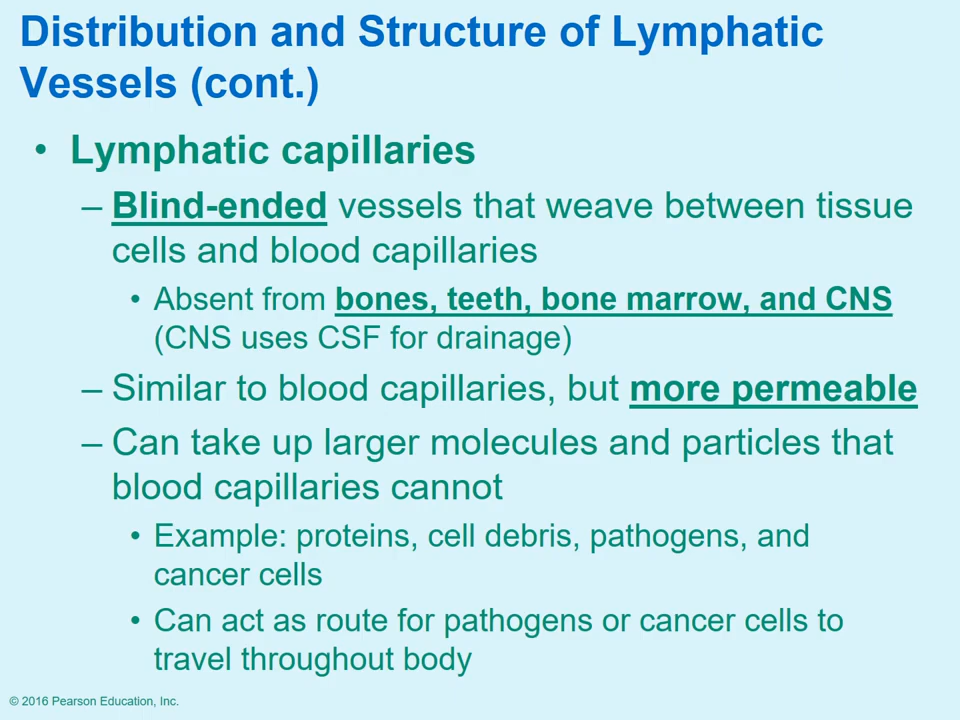 Distribution and Structure of Lymphatic
Vessels (cont.)
• Lymphatic capillaries
– Blind-ended vessels that weave between tissue
cells and blood capillaries
• Absent from bones, teeth, bone marrow, and CNS
(CNS uses CSF for drainage)
– Similar to blood capillaries, but more permeable
– Can take up larger molecules and particles that
blood capillaries cannot
• Example: proteins, cell debris, pathogens, and
cancer cells
• Can act as route for pathogens or cancer cells to
travel throughout body
© 2016 Pearson Education, Inc.